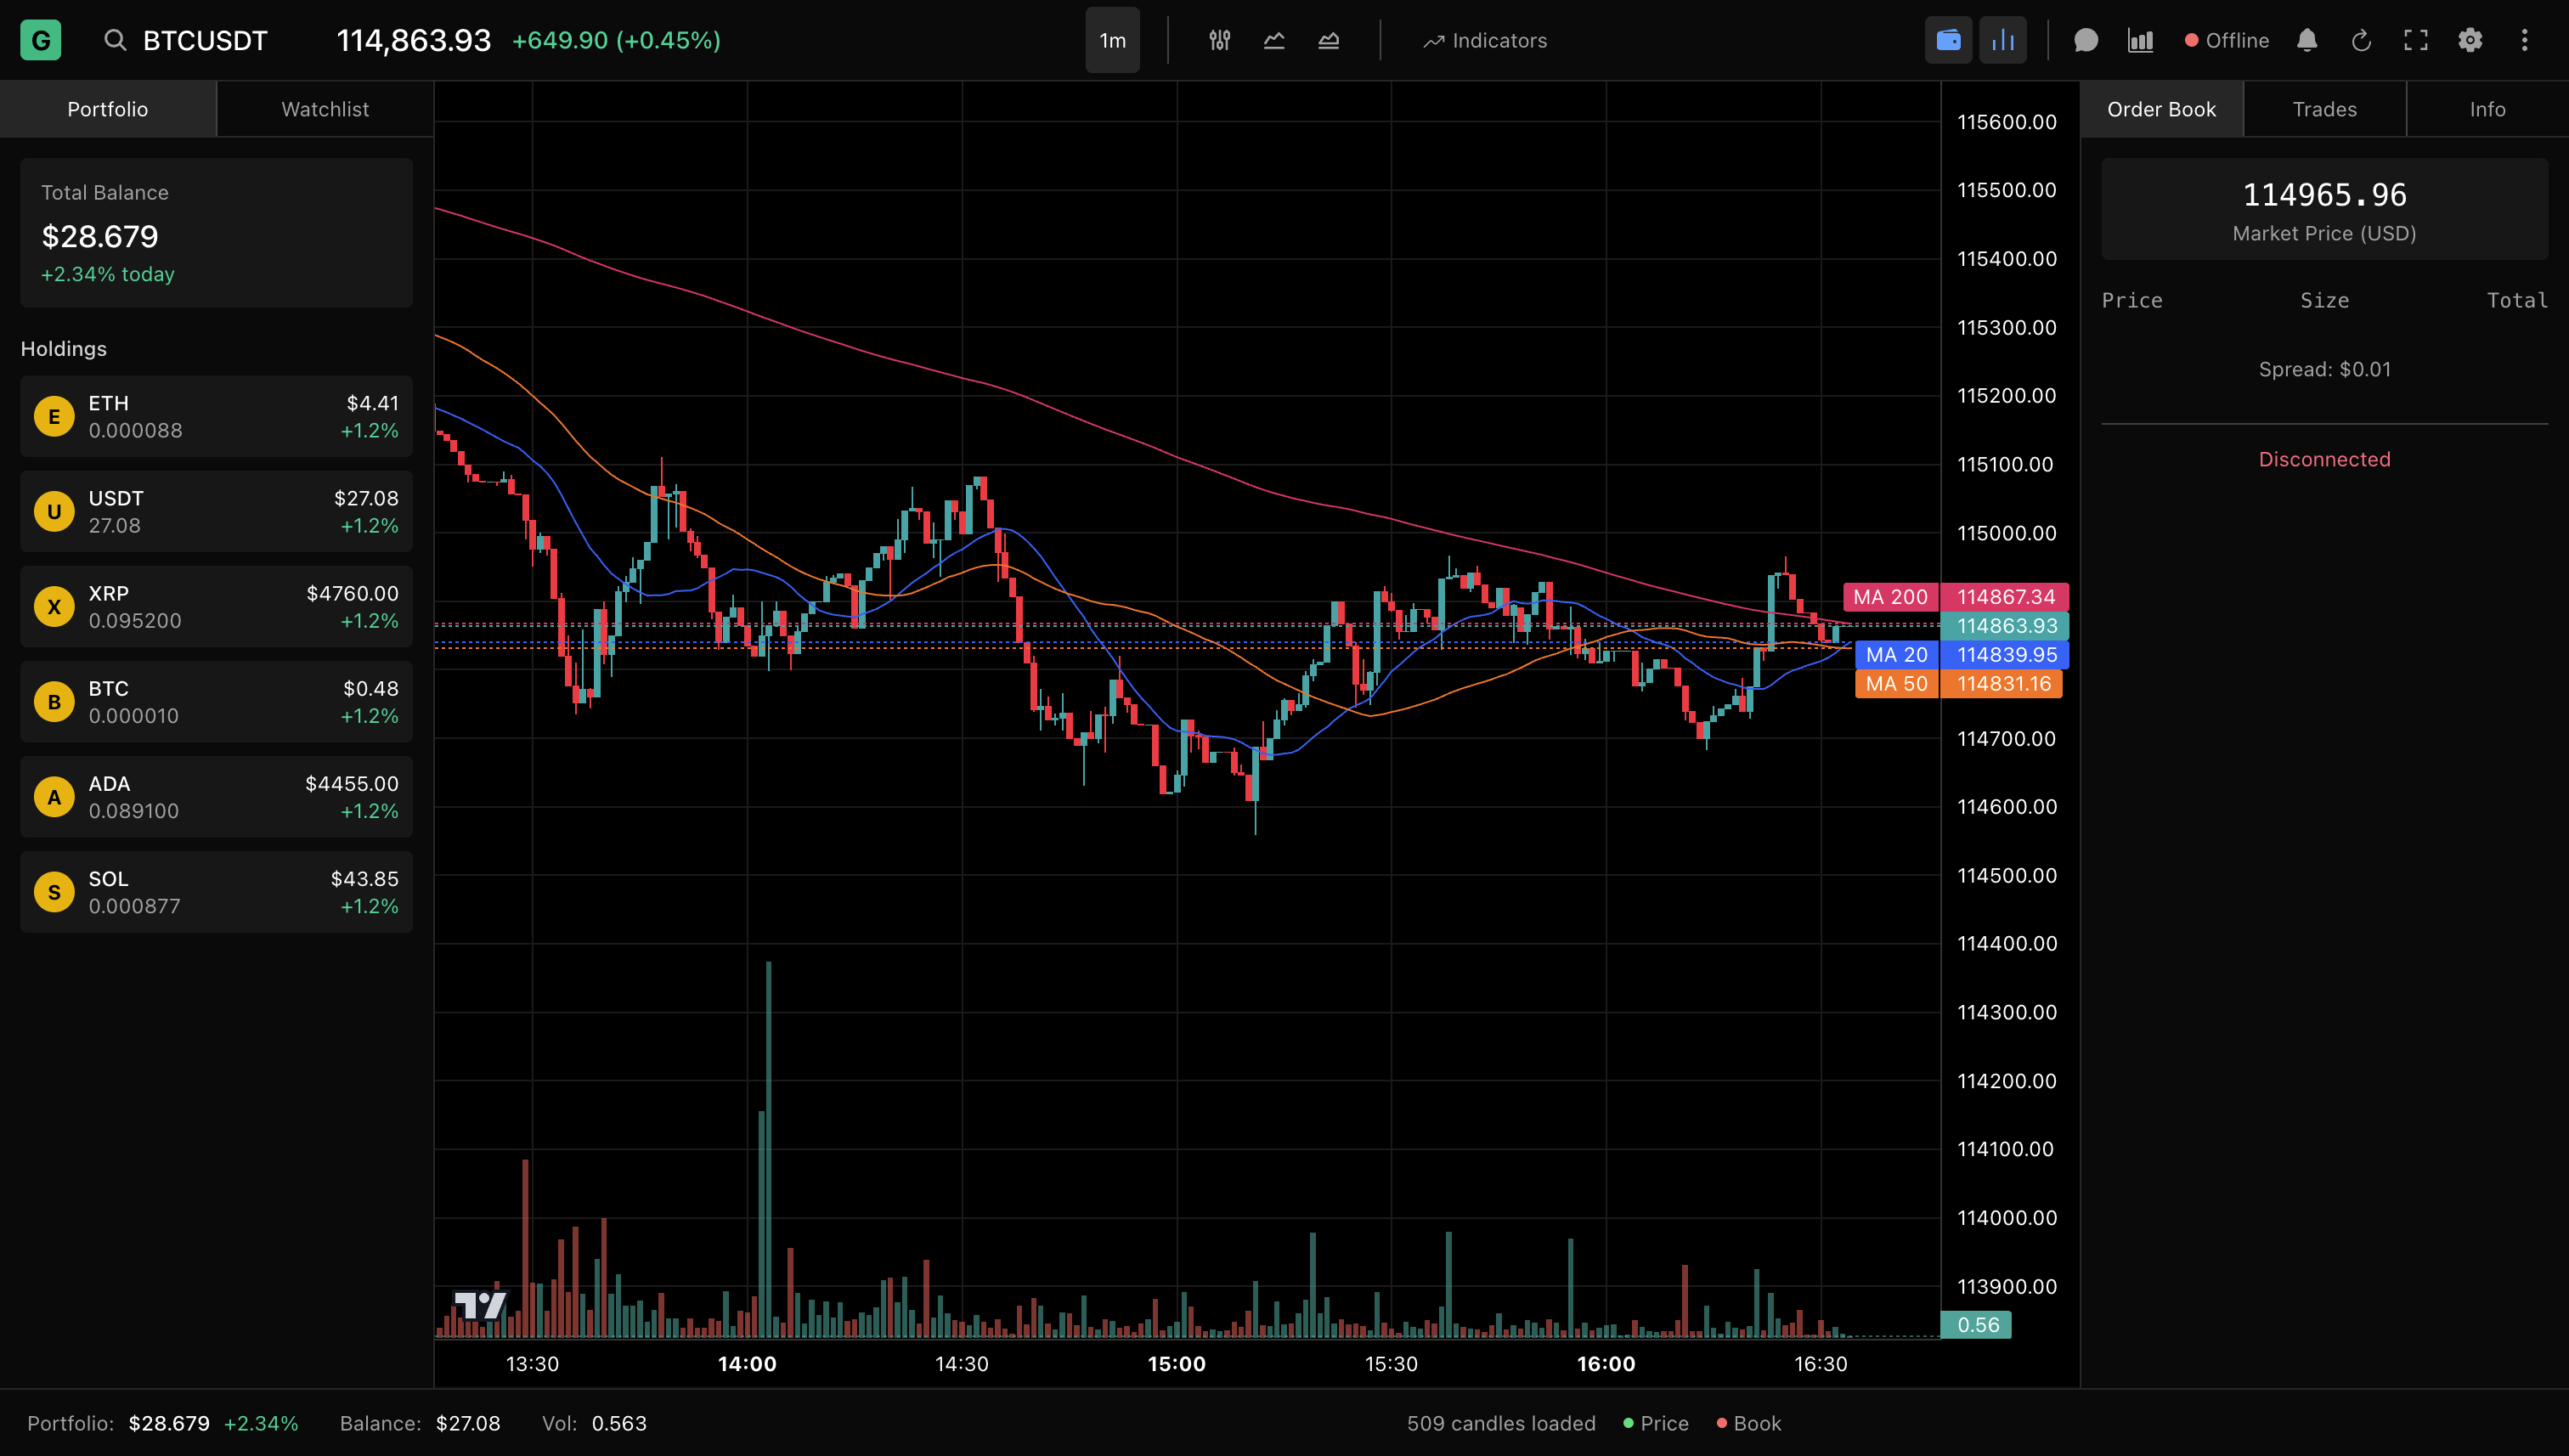 G BTCUSDT 114,863.93 +649.90 (+0.45%) 1m Indicators Offline
Portfolio Watchlist
Total Balance
$28.679
+2.34% today
Holdings
E ETH $4.41
0.000088 +1.2%
U USDT $27.08
27.08 +1.2%
X XRP $4760.00
0.095200 +1.2%
B BTC $0.48
0.000010 +1.2%
A ADA $4455.00
0.089100 +1.2%
S SOL $43.85
0.000877 +1.2%
115600.00
115500.00
115400.00
115300.00
115200.00
115100.00
115000.00
MA 200 114867.34
114863.93
MA 20 114839.95
MA 50 114831.16
114700.00
114600.00
114500.00
114400.00
114300.00
114200.00
114100.00
114000.00
113900.00
0.56
13:30 14:00 14:30 15:00 15:30 16:00 16:30
Order Book Trades Info
114965.96
Market Price (USD)
Price Size Total
Spread: $0.01
Disconnected
Portfolio: $28.679 +2.34% Balance: $27.08 Vol: 0.563 509 candles loaded Price Book